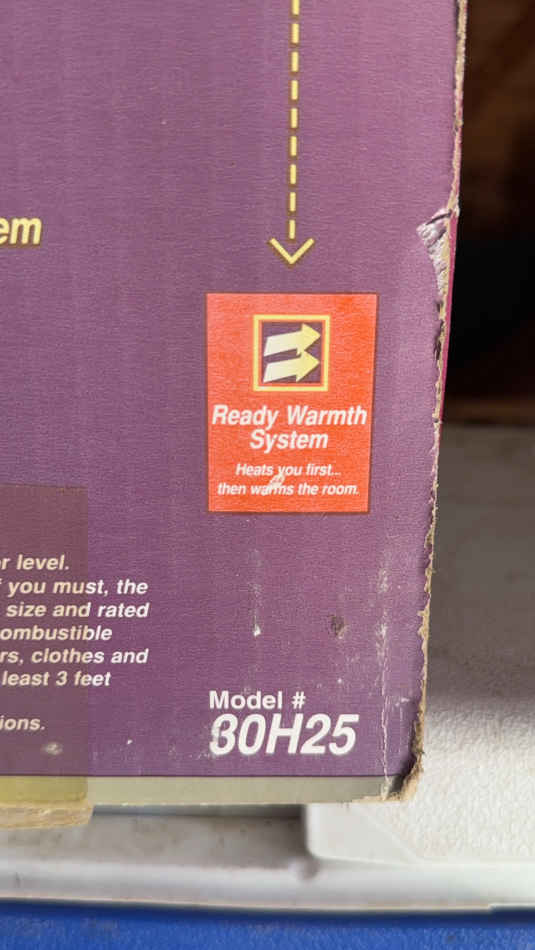 em
Ready Warmth
System
Heats you first...
then warms the room.
r level.
you must, the
size and rated
ombustible
rs, clothes and
least 3 feet
ions.
Model #
80H25